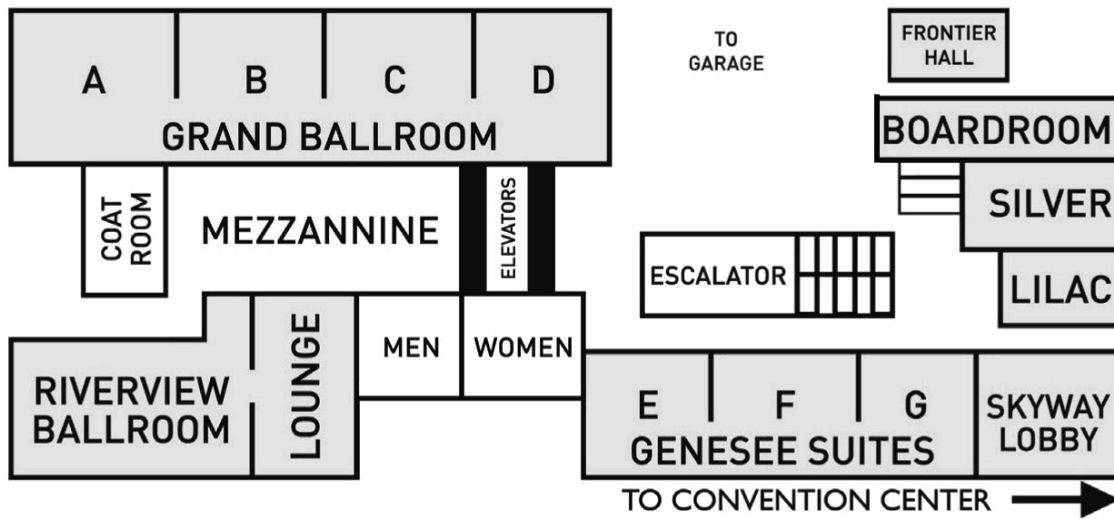 A
B
C
D
GRAND BALLROOM
TO
GARAGE
FRONTIER
HALL
BOARDROOM
SILVER
LILAC
COAT
ROOM
MEZZANNINE
ELEVATORS
ESCALATOR
RIVERVIEW
BALLROOM
LOUNGE
MEN
WOMEN
E
F
G
GENESEE SUITES
SKYWAY
LOBBY
TO CONVENTION CENTER